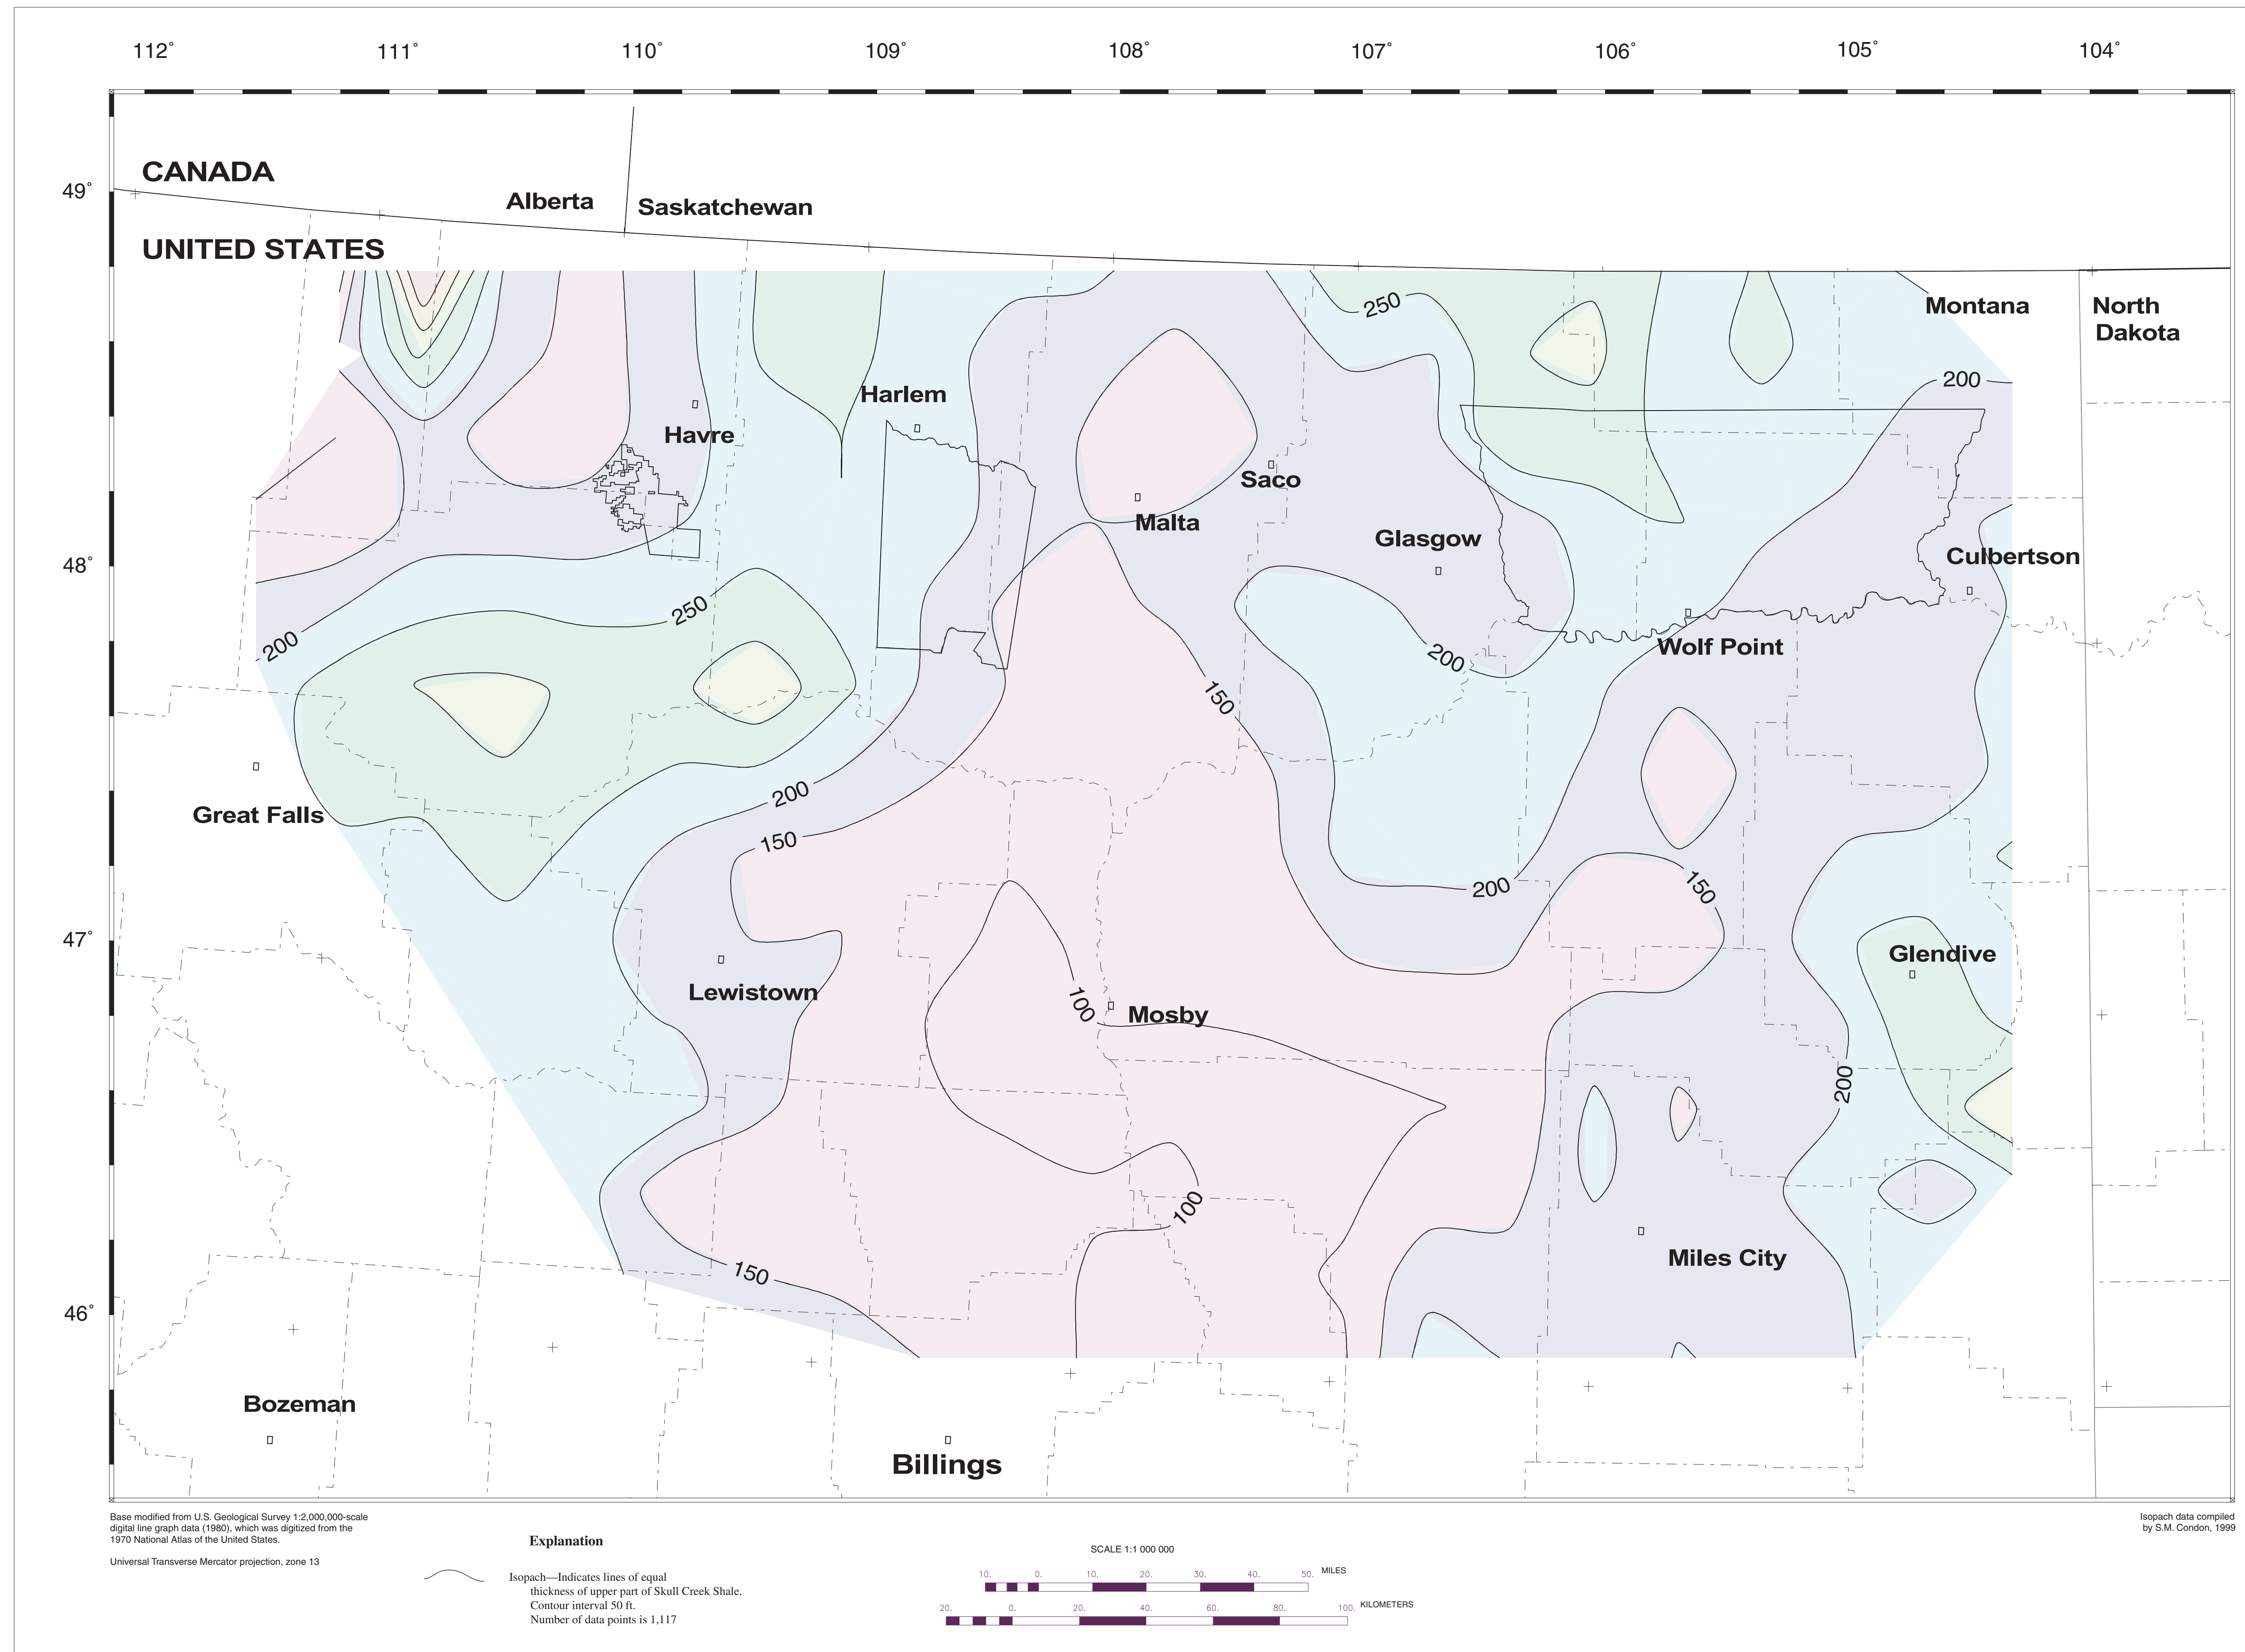 112° 111° 110° 109° 108° 107° 106° 105° 104°
CANADA
49°
Alberta
Saskatchewan
UNITED STATES
250
Montana
North
Dakota
200
Harlem
Havre
Saco
Malta
Glasgow
Culbertson
48°
250
200
200
Wolf Point
150
Great Falls
200
150
200
150
47°
Glendive
Lewistown
100
Mosby
200
100
Miles City
150
46°
Bozeman
Billings
Base modified from U.S. Geological Survey 1:2,000,000-scale
digital line graph data (1980), which was digitized from the
1970 National Atlas of the United States.
Universal Transverse Mercator projection, zone 13
Isopach data compiled
by S.M. Condon, 1999
Explanation
Isopach—Indicates lines of equal
thickness of upper part of Skull Creek Shale.
Contour interval 50 ft.
Number of data points is 1,117
SCALE 1:1 000 000
10. 0. 10. 20. 30. 40. 50. MILES
20. 0. 20. 40. 60. 80. 100. KILOMETERS